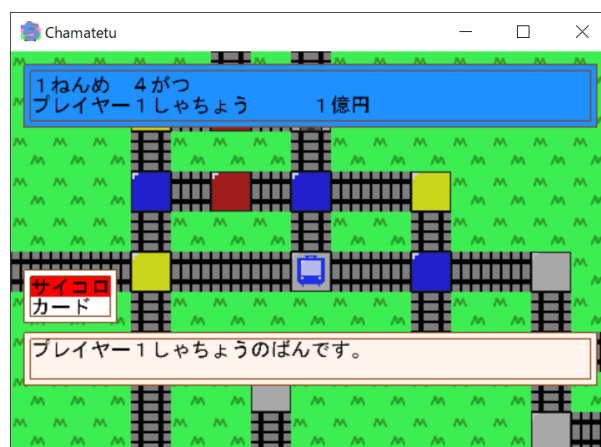 Chamatetu
１ねんめ　４がつ
プレイヤー１しゃちょう　　　１億円
サイコロ
カード
プレイヤー１しゃちょうのばんです。